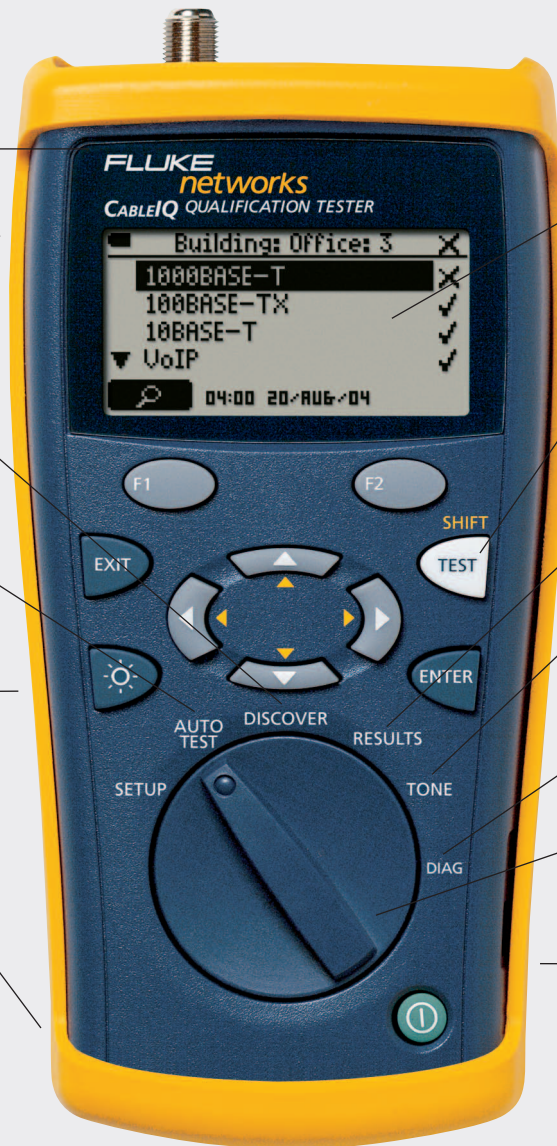 FLUKE
networks
CABLEIQ QUALIFICATION TESTER
Building: Office: 3
1000BASE-T
100BASE-TX
10BASE-T
VoIP
04:00 20/AUG/04
F1
F2
SHIFT
EXIT
TEST
ENTER
AUTO
TEST
DISCOVER
RESULTS
SETUP
TONE
DIAG